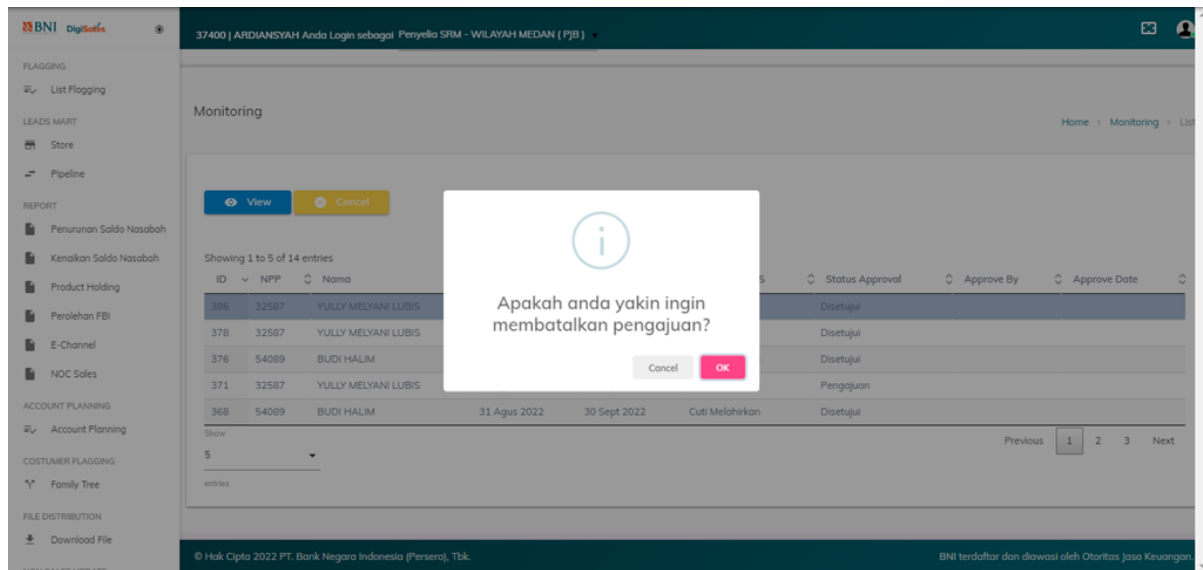 BNI DigiSales
37400 | ARDIANSYAH Anda Login sebagai Penyelia SRM - WILAYAH MEDAN ( PJB )
FLAGGING
List Flagging
LEADS MART
Store
Pipeline
REPORT
Penurunan Saldo Nasabah
Kenaikan Saldo Nasabah
Product Holding
Perolehan FBI
E-Channel
NOC Sales
ACCOUNT PLANNING
Account Planning
COSTUMER FLAGGING
Family Tree
FILE DISTRIBUTION
Download File
Monitoring
Home > Monitoring > List
View
Cancel
Showing 1 to 5 of 14 entries
ID NPP Nama S Status Approval Approve By Approve Date
386 32587 YULLY MELYANI LUBIS Disetujui
378 32587 YULLY MELYANI LUBIS Disetujui
376 54089 BUDI HALIM Disetujui
371 32587 YULLY MELYANI LUBIS Pengajuan
368 54089 BUDI HALIM 31 Agus 2022 30 Sept 2022 Cuti Melahirkan Disetujui
Show
5
entries
Previous 1 2 3 Next
Apakah anda yakin ingin
membatalkan pengajuan?
Cancel OK
© Hak Cipta 2022 PT. Bank Negara Indonesia (Persero), Tbk.
BNI terdaftar dan diawasi oleh Otoritas Jasa Keuangan.